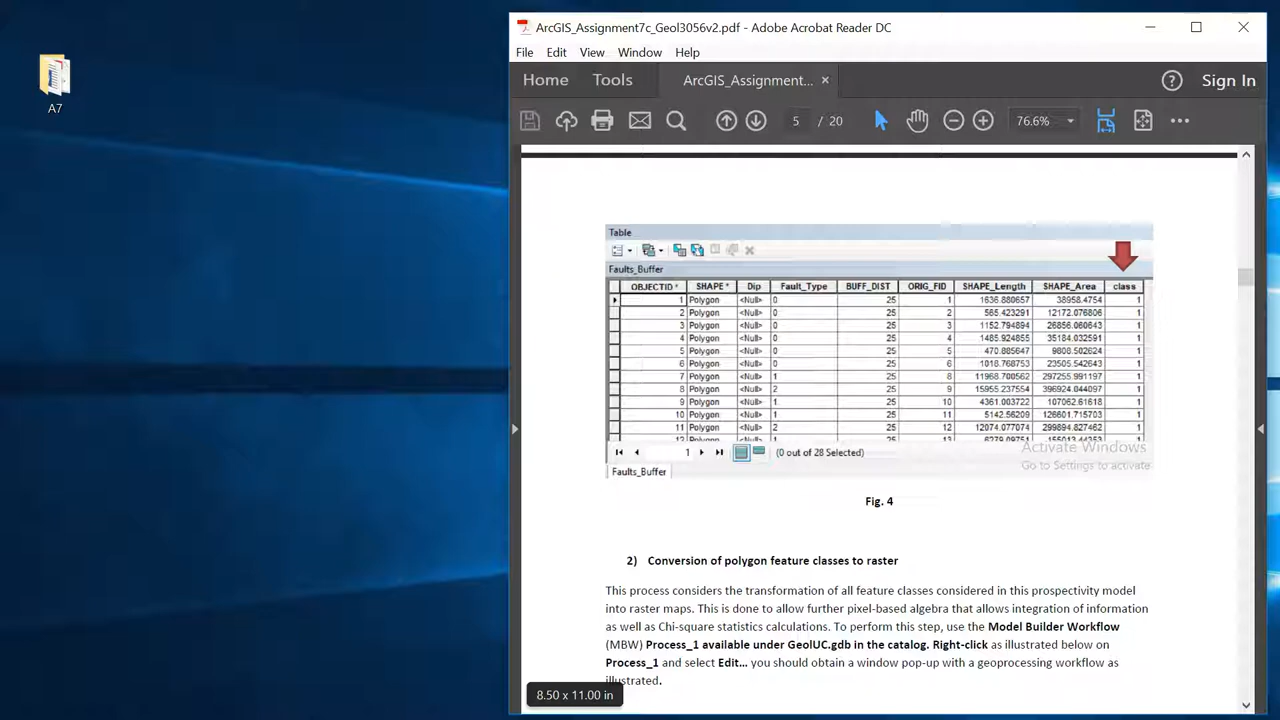 A7
ArcGIS_Assignment7c_Geol3056v2.pdf - Adobe Acrobat Reader DC
File Edit View Window Help
Home Tools ArcGIS_Assignment... × Sign In
5 / 20 76.6%
Table
Faults_Buffer
OBJECTID * SHAPE * Dip Fault_Type BUFF_DIST ORIG_FID SHAPE_Length SHAPE_Area class
1 Polygon <Null> 0 25 1 1636.880657 38958.4754 1
2 Polygon <Null> 0 25 2 565.423291 12172.076806 1
3 Polygon <Null> 0 25 3 1152.794894 26856.060643 1
4 Polygon <Null> 0 25 4 1485.924855 35184.032591 1
5 Polygon <Null> 0 25 5 470.885647 9808.502624 1
6 Polygon <Null> 0 25 6 1018.768753 23505.542643 1
7 Polygon <Null> 1 25 8 11968.700562 297255.991197 1
8 Polygon <Null> 2 25 9 15955.237554 396924.044097 1
9 Polygon <Null> 1 25 10 4361.003722 107062.61618 1
10 Polygon <Null> 1 25 11 5142.56209 126601.715703 1
11 Polygon <Null> 2 25 12 12074.077074 299894.827462 1
12 Polygon <Null> 1 25 13 6279.09751 155013.44353 1
1 (0 out of 28 Selected)
Faults_Buffer
Activate Windows
Go to Settings to activate
Fig. 4
2) Conversion of polygon feature classes to raster
This process considers the transformation of all feature classes considered in this prospectivity model
into raster maps. This is done to allow further pixel-based algebra that allows integration of information
as well as Chi-square statistics calculations. To perform this step, use the Model Builder Workflow
(MBW) Process_1 available under GeolUC.gdb in the catalog. Right-click as illustrated below on
Process_1 and select Edit... you should obtain a window pop-up with a geoprocessing workflow as
illustrated.
8.50 x 11.00 in